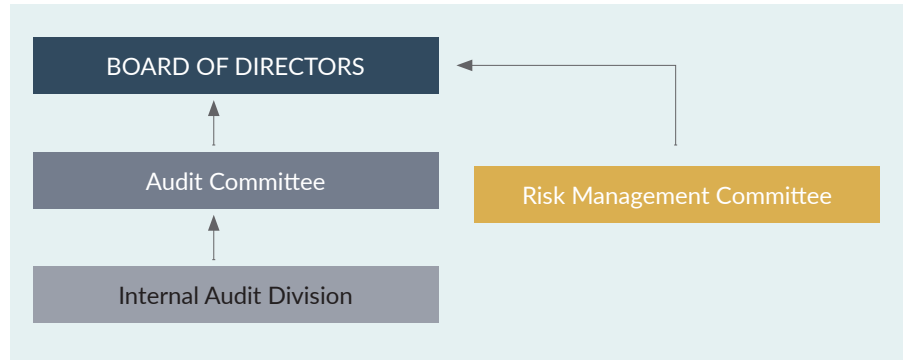 BOARD OF DIRECTORS
Audit Committee
Risk Management Committee
Internal Audit Division